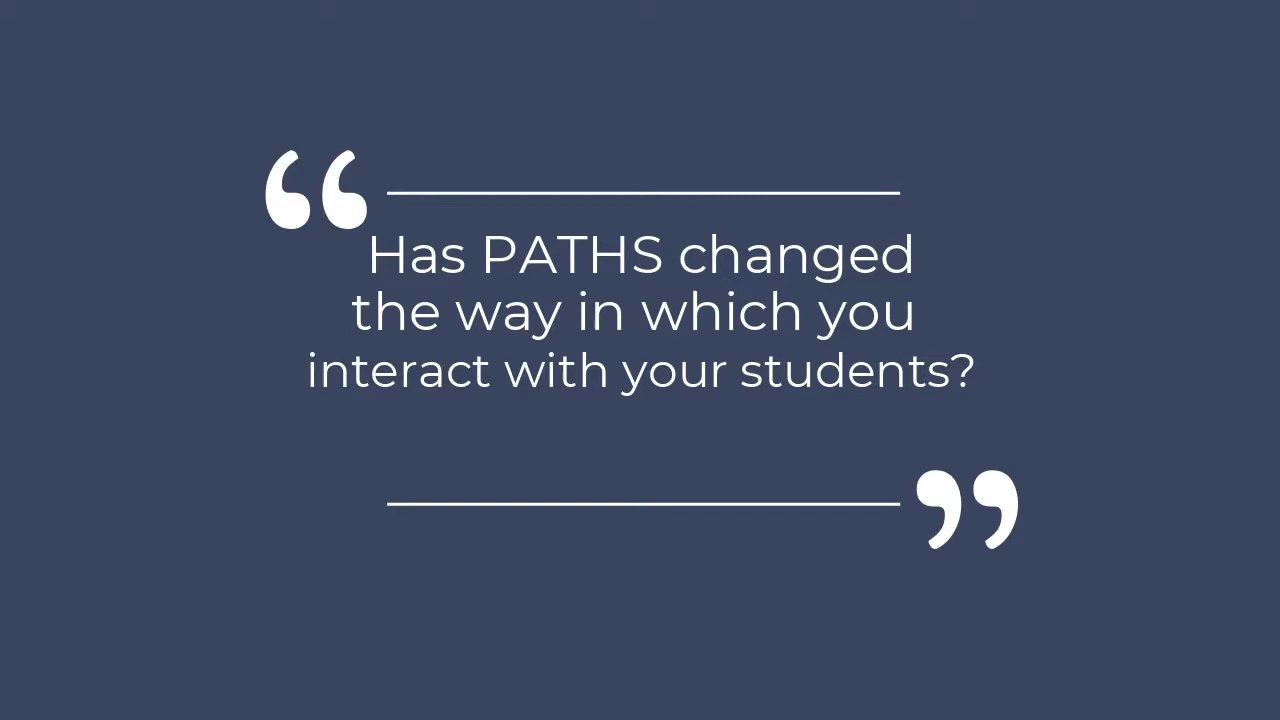 “
Has PATHS changed
the way in which you
interact with your students?
”